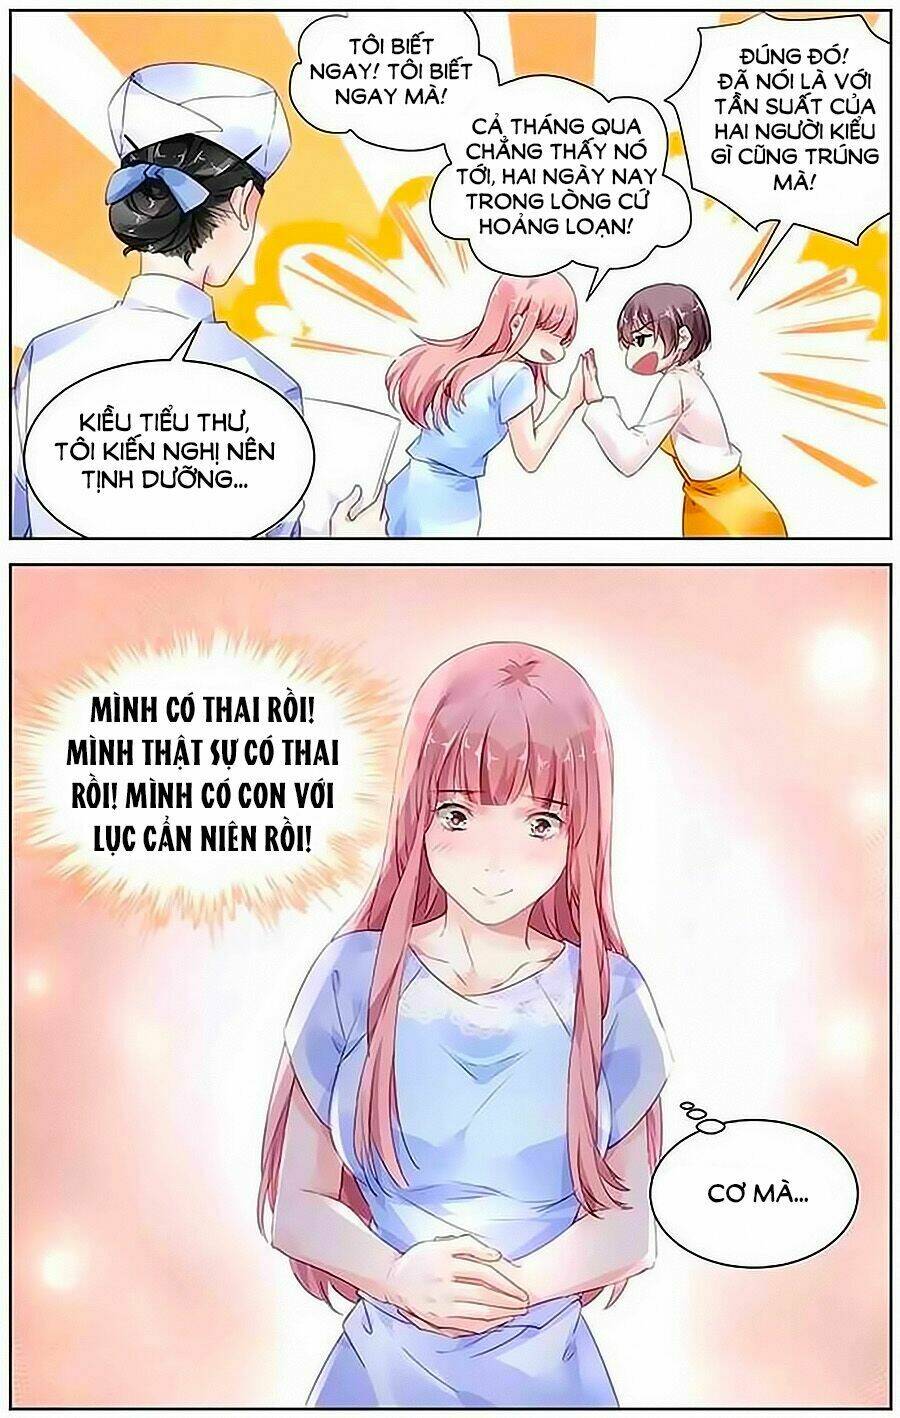 TÔI BIẾT
NGAY! TÔI BIẾT
NGAY MÀ!
CẢ THÁNG QUA
CHẲNG THẤY NÓ
TỚI, HAI NGÀY NAY
TRONG LÒNG CỨ
HOẢNG LOẠN!
ĐÚNG ĐÓ!
ĐÃ NÓI LÀ VỚI
TẦN SUẤT CỦA
HAI NGƯỜI KIỂU
GÌ CŨNG TRÚNG
MÀ!
KIỀU TIỂU THƯ,
TÔI KIẾN NGHỊ NÊN
TỊNH DƯỠNG...
MÌNH CÓ THAI RỒI!
MÌNH THẬT SỰ CÓ THAI
RỒI! MÌNH CÓ CON VỚI
LỤC CẨN NIÊN RỒI!
CƠ MÀ...